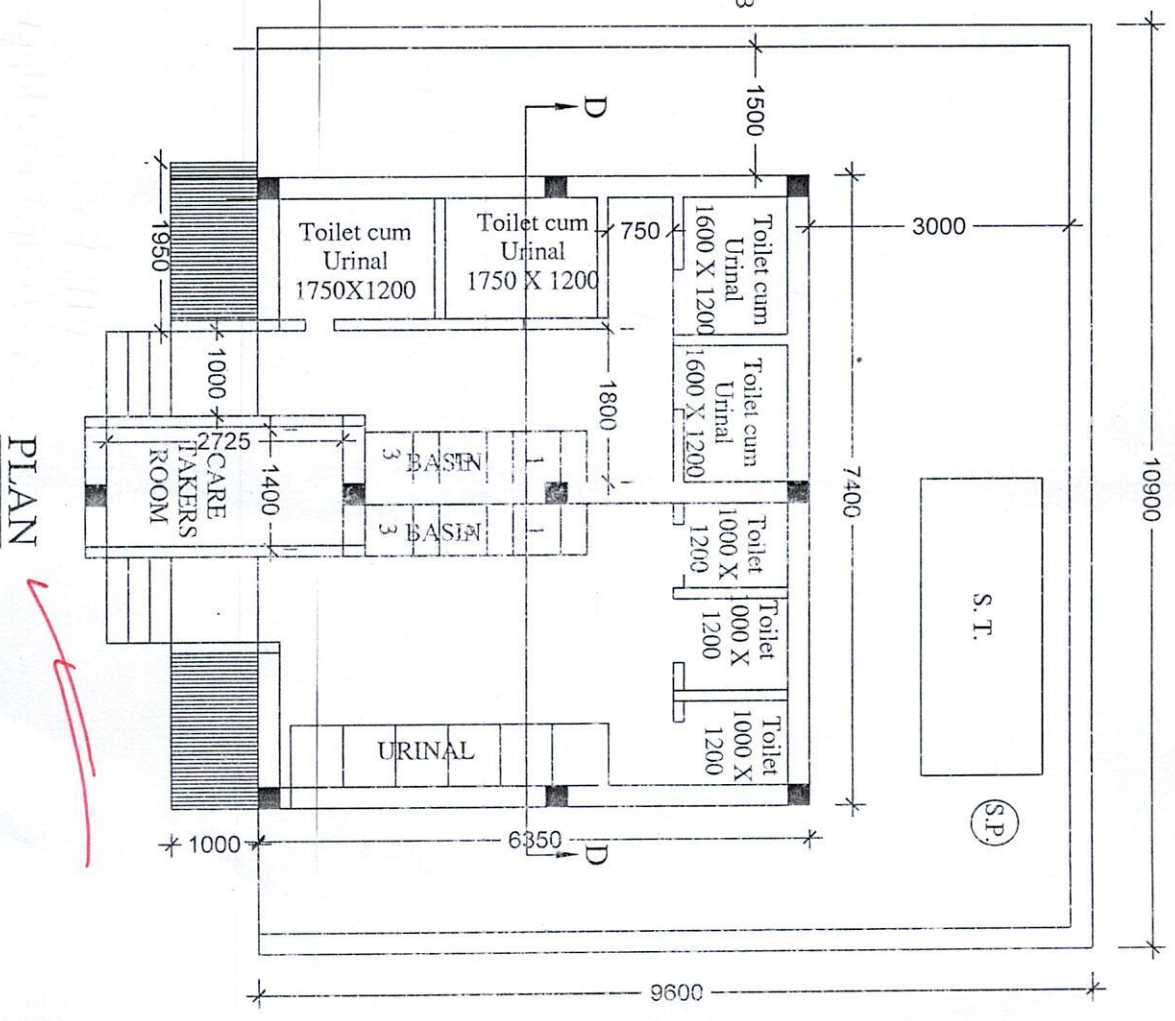 B
10900
1500
D
1950
Toilet cum
Urinal
1750X1200
Toilet cum
Urinal
1750 X 1200
750
Toilet cum
Urinal
1600 X 1200
3000
1000
1800
Toilet cum
Urinal
1600 X 1200
7400
2725
1400
CARE
TAKERS
ROOM
3 BASIN 1
3 BASIN 1
Toilet
1000 X
1200
Toilet
1000 X
1200
Toilet
1000 X
1200
S. T.
S.P.
URINAL
1000
6350
D
9600
PLAN